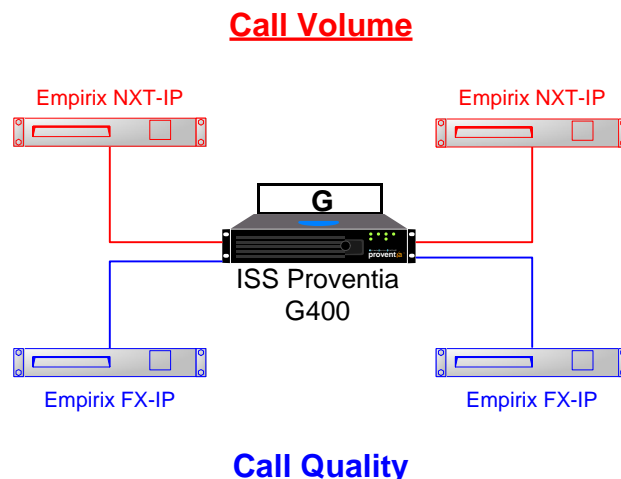 Call Volume
Empirix NXT-IP
Empirix NXT-IP
G
proventia
ISS Proventia
G400
Empirix FX-IP
Empirix FX-IP
Call Quality